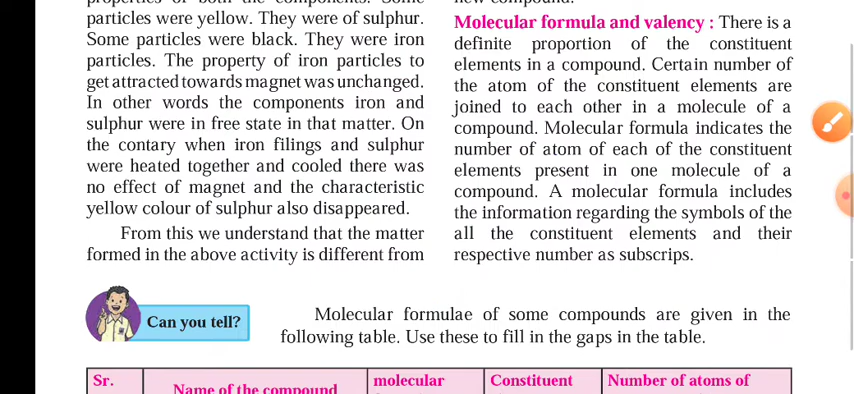 particles were yellow. They were of sulphur.
Some particles were black. They were iron
particles. The property of iron particles to
get attracted towards magnet was unchanged.
In other words the components iron and
sulphur were in free state in that matter. On
the contary when iron filings and sulphur
were heated together and cooled there was
no effect of magnet and the characteristic
yellow colour of sulphur also disappeared.
From this we understand that the matter
formed in the above activity is different from
new compound.
Molecular formula and valency : There is a
definite proportion of the constituent
elements in a compound. Certain number of
the atom of the constituent elements are
joined to each other in a molecule of a
compound. Molecular formula indicates the
number of atom of each of the constituent
elements present in one molecule of a
compound. A molecular formula includes
the information regarding the symbols of the
all the constituent elements and their
respective number as subscrips.
Can you tell?
Molecular formulae of some compounds are given in the
following table. Use these to fill in the gaps in the table.
Sr.
Name of the compound
molecular
Constituent
Number of atoms of